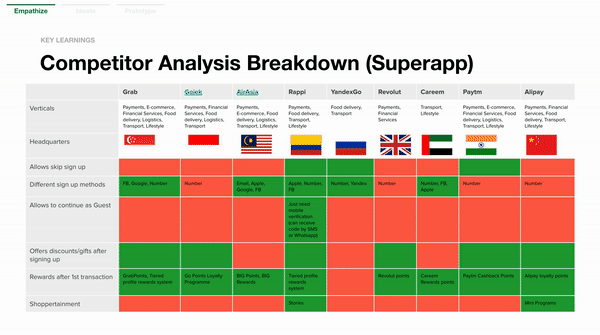 Empathize
Ideate
Prototype
KEY LEARNINGS
Competitor Analysis Breakdown (Superapp)
Grab Gojek AirAsia Rappi YandexGo Revolut Careem Paytm Alipay
Verticals
Payments, E-commerce, Financial Services, Food delivery, Logistics, Transport, Lifestyle
Payments, Financial Services, Food delivery, Logistics, Transport
Payments, E-commerce, Food delivery, Logistics, Transport, Lifestyle
Payments, Food delivery, Transport, Lifestyle
Food delivery, Transport
Payments, Financial Services
Transport, Lifestyle
Payments, E-commerce, Financial Services, Food delivery, Logistics, Transport, Lifestyle
Payments, Financial Services, Food delivery, Transport, Lifestyle
Headquarters
Allows skip sign up
Different sign up methods
FB, Google, Number
Number
Email, Apple, Google, FB
Apple, Number, FB
Number, Yandex
Number
Number, FB, Apple
Number
Number
Allows to continue as Guest
Just need mobile verification (can receive code by SMS or Whatsapp)
Offers discounts/gifts after signing up
Rewards after 1st transaction
GrabPoints, Tiered profile rewards system
Go Points Loyalty Programme
BIG Points, BIG Rewards
Tiered profile rewards system
Revolut points
Careem Rewards points
Paytm Cashback Points
Alipay loyalty points
Shoppertainment
Stories
Mini Programs